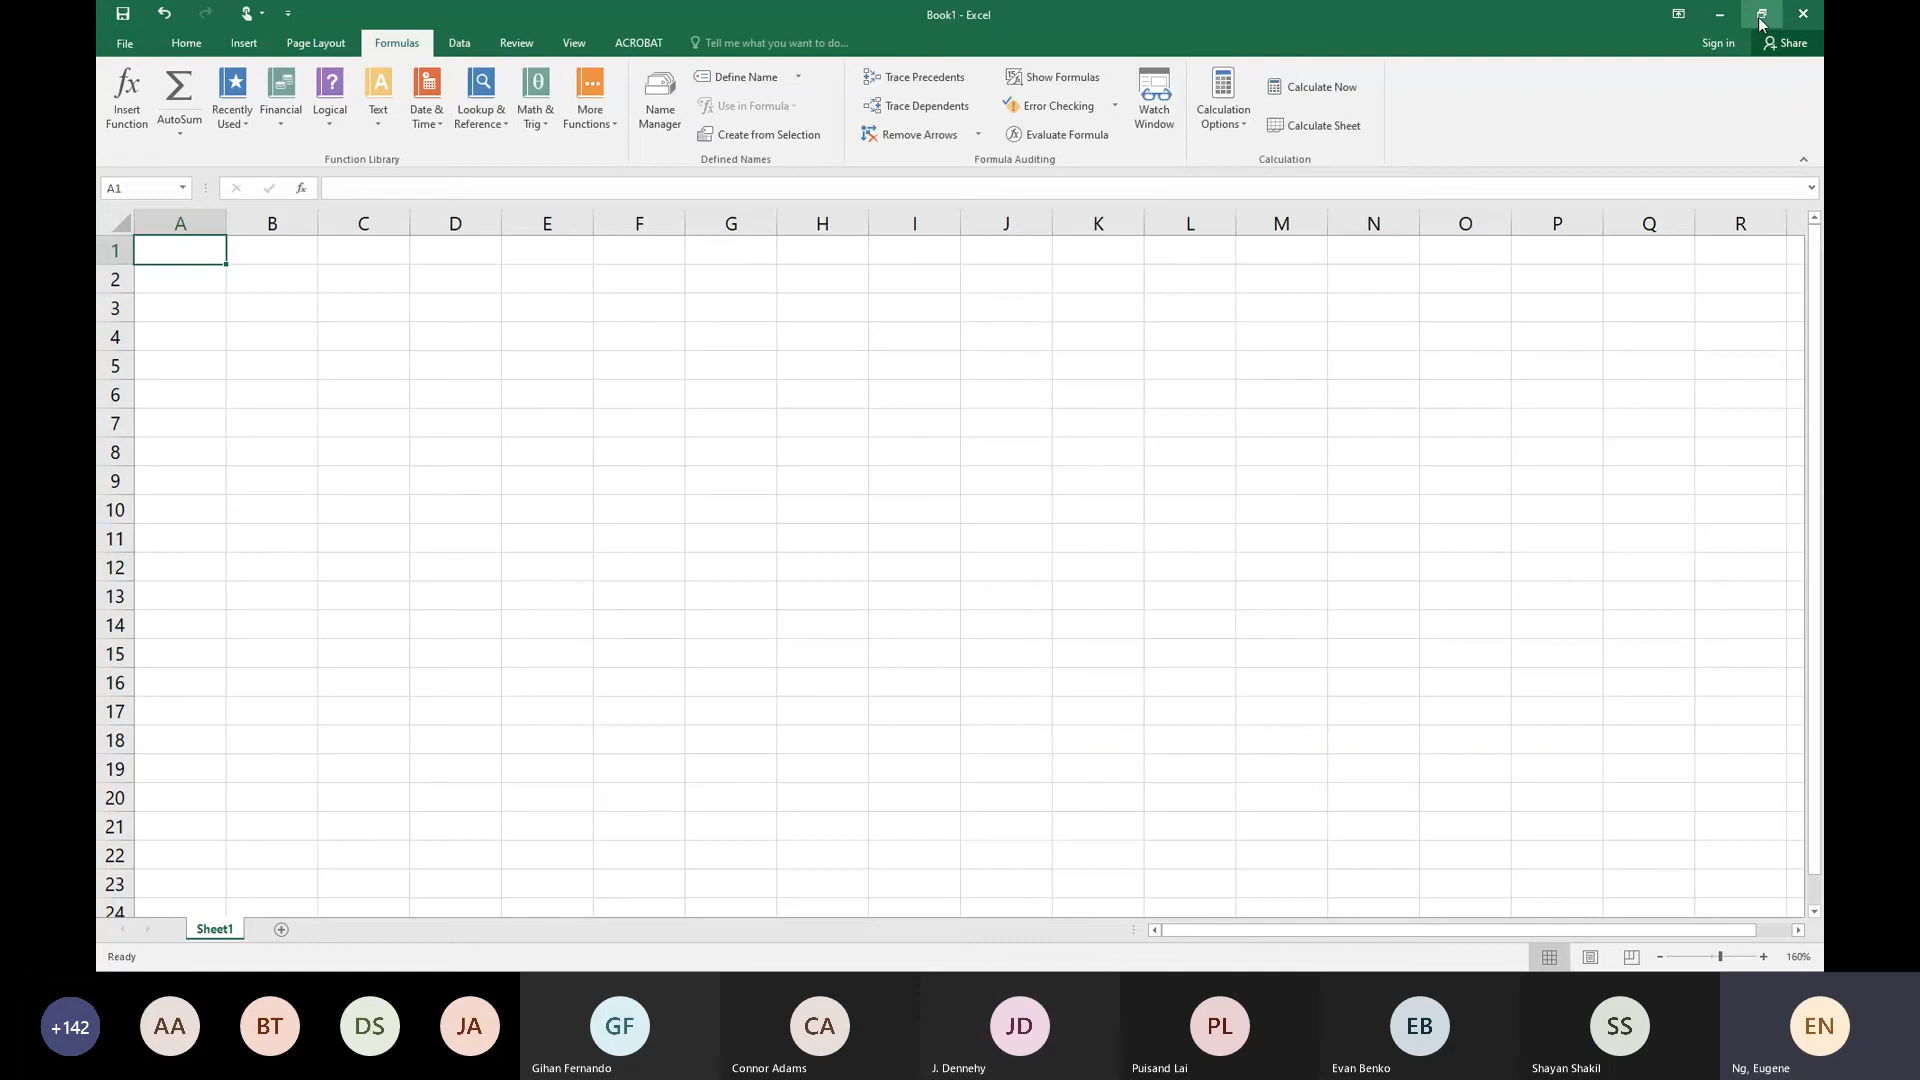 Book1 - Excel
File Home Insert Page Layout Formulas Data Review View ACROBAT Tell me what you want to do... Sign in Share
fx Insert Function
AutoSum
Recently Used
Financial
Logical
Text
Date & Time
Lookup & Reference
Math & Trig
More Functions
Function Library
Name Manager
Define Name
Use in Formula
Create from Selection
Defined Names
Trace Precedents
Trace Dependents
Remove Arrows
Show Formulas
Error Checking
Evaluate Formula
Formula Auditing
Watch Window
Calculation Options
Calculate Now
Calculate Sheet
Calculation
A1 fx
A B C D E F G H I J K L M N O P Q R
1
2
3
4
5
6
7
8
9
10
11
12
13
14
15
16
17
18
19
20
21
22
23
24
Sheet1
Ready 160%
+142 AA BT DS JA GF CA JD PL EB SS EN
Gihan Fernando Connor Adams J. Dennehy Puisand Lai Evan Benko Shayan Shakil Ng, Eugene